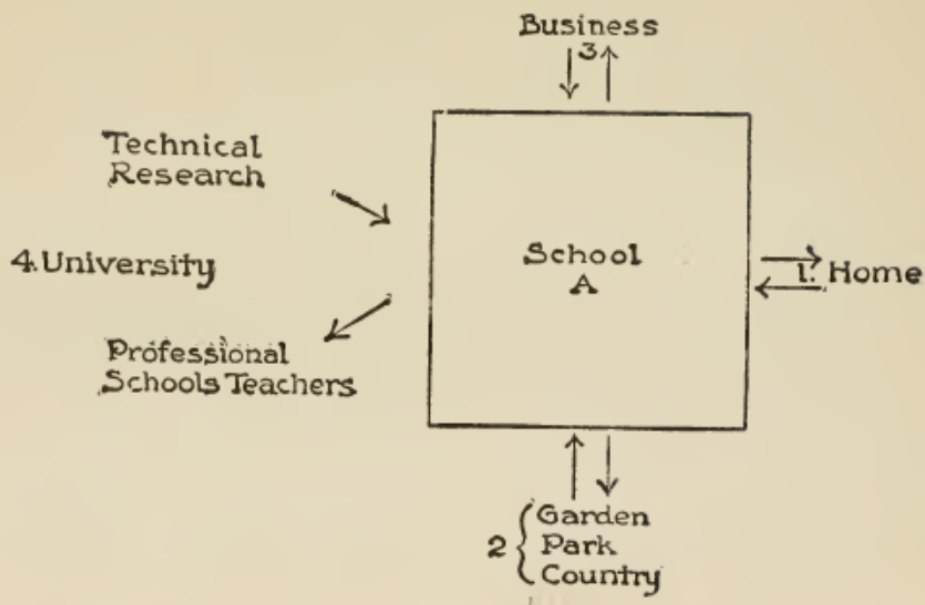 Business
3
Technical
Research
4. University
School
A
1. Home
Professional
Schools Teachers
2
Garden
Park
Country